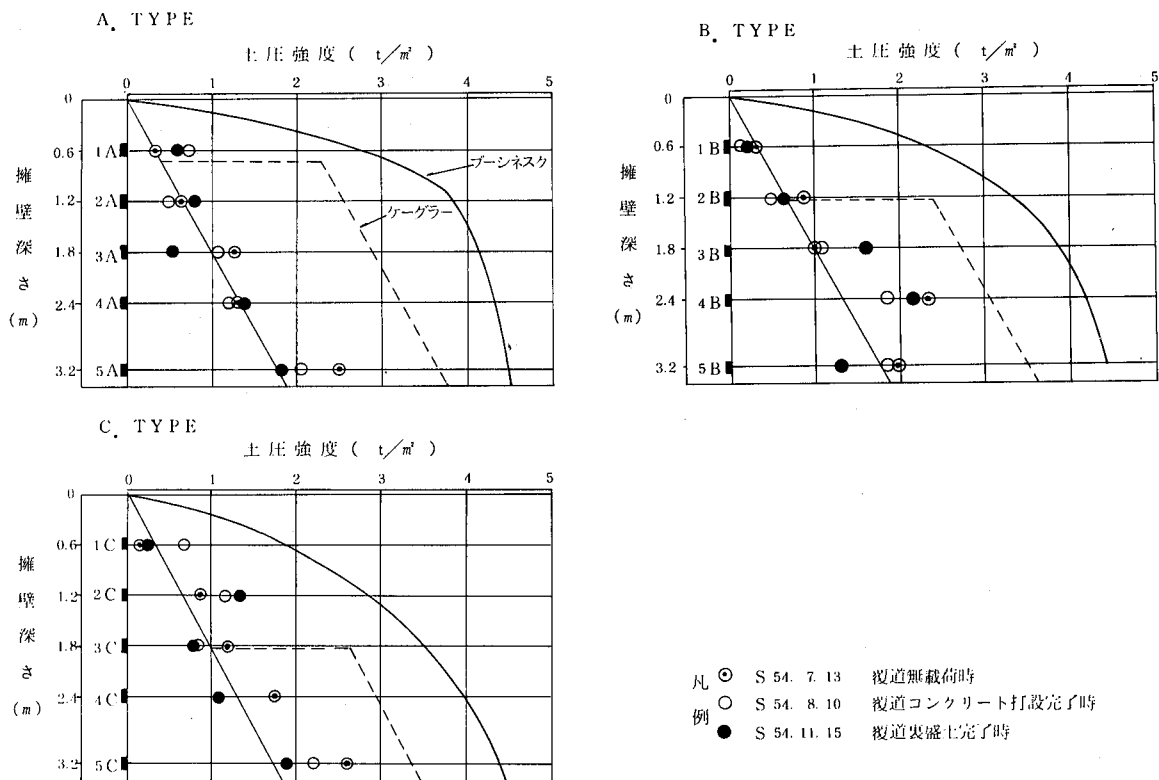 A. TYPE
土圧強度 ( t/m² )
0 1 2 3 4 5
0
0.6 1A
1.2 2A
1.8 3A
2.4 4A
3.2 5A
擁壁深さ
(m)
ブーシネスク
ケーグラー
B. TYPE
土圧強度 ( t/m² )
0 1 2 3 4 5
0
0.6 1B
1.2 2B
1.8 3B
2.4 4B
3.2 5B
擁壁深さ
(m)
C. TYPE
土圧強度 ( t/m² )
0 1 2 3 4 5
0
0.6 1C
1.2 2C
1.8 3C
2.4 4C
3.2 5C
擁壁深さ
(m)
凡例
S 54. 7. 13 覆道無載荷時
S 54. 8. 10 覆道コンクリート打設完了時
S 54. 11. 15 覆道裏盛土完了時